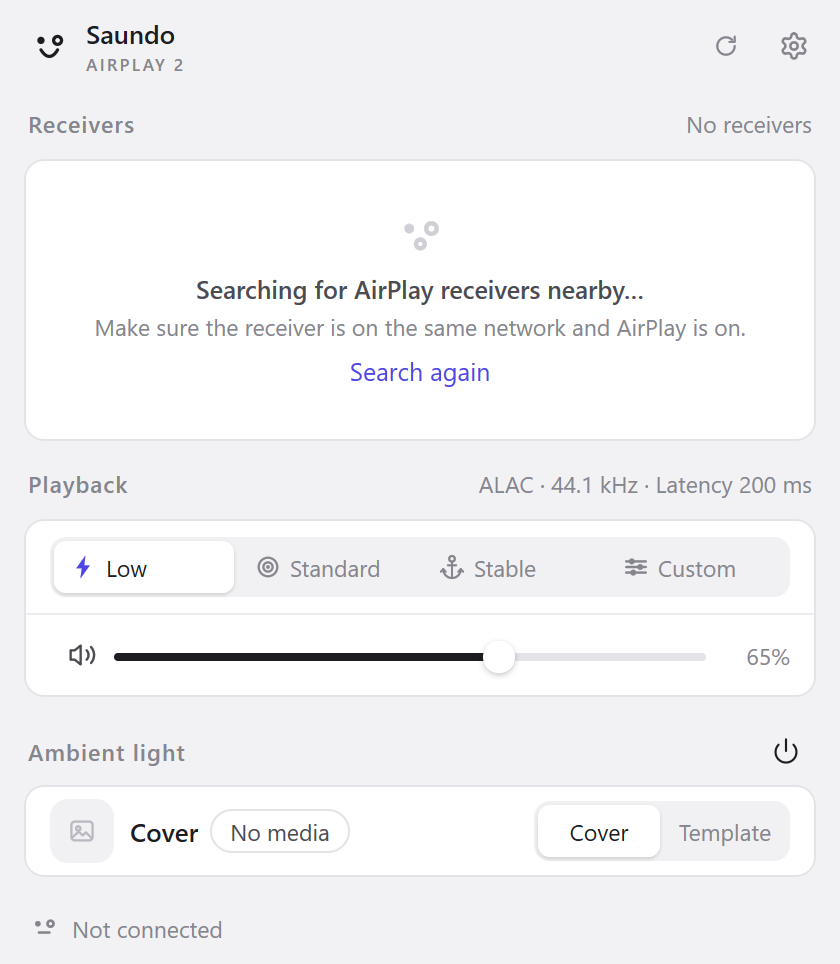 Saundo
AIRPLAY 2
Receivers
No receivers
Searching for AirPlay receivers nearby...
Make sure the receiver is on the same network and AirPlay is on.
Search again
Playback
ALAC · 44.1 kHz · Latency 200 ms
Low
Standard
Stable
Custom
65%
Ambient light
Cover
No media
Cover
Template
Not connected